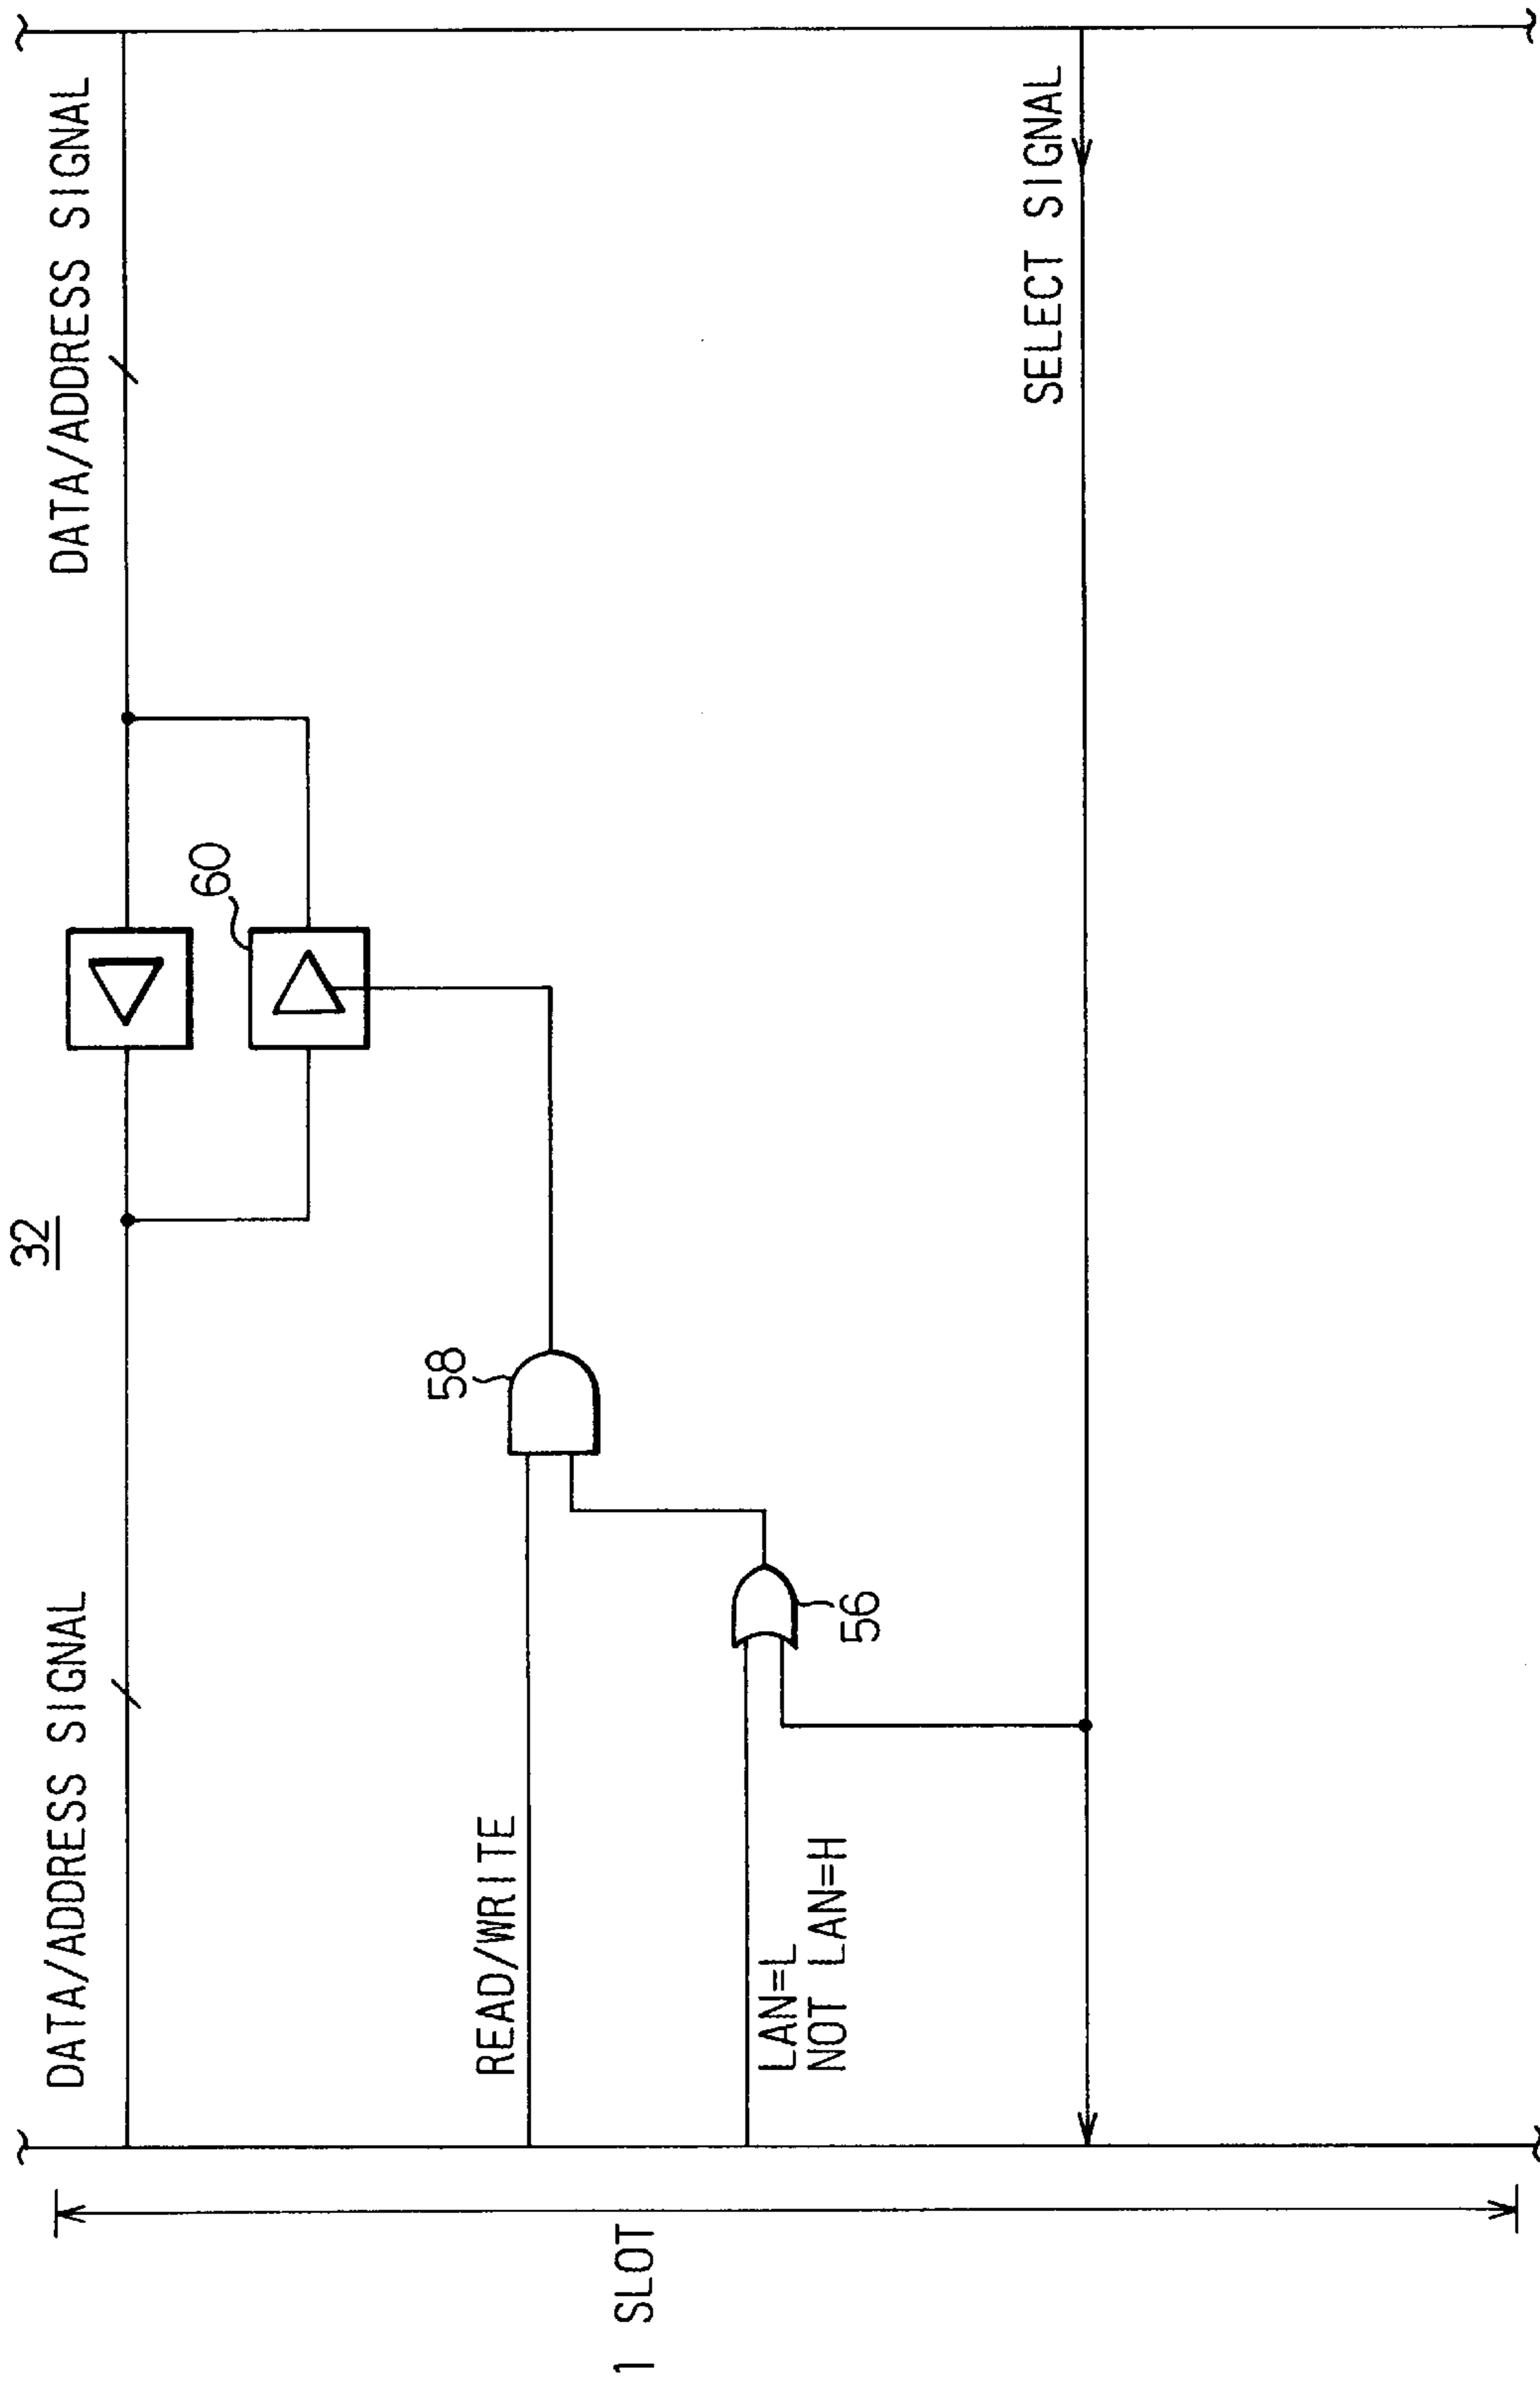 32
DATA/ADDRESS SIGNAL
DATA/ADDRESS SIGNAL
60
58
READ/WRITE
1 SLOT
LAN=L
NOT LAN=H
56
SELECT SIGNAL